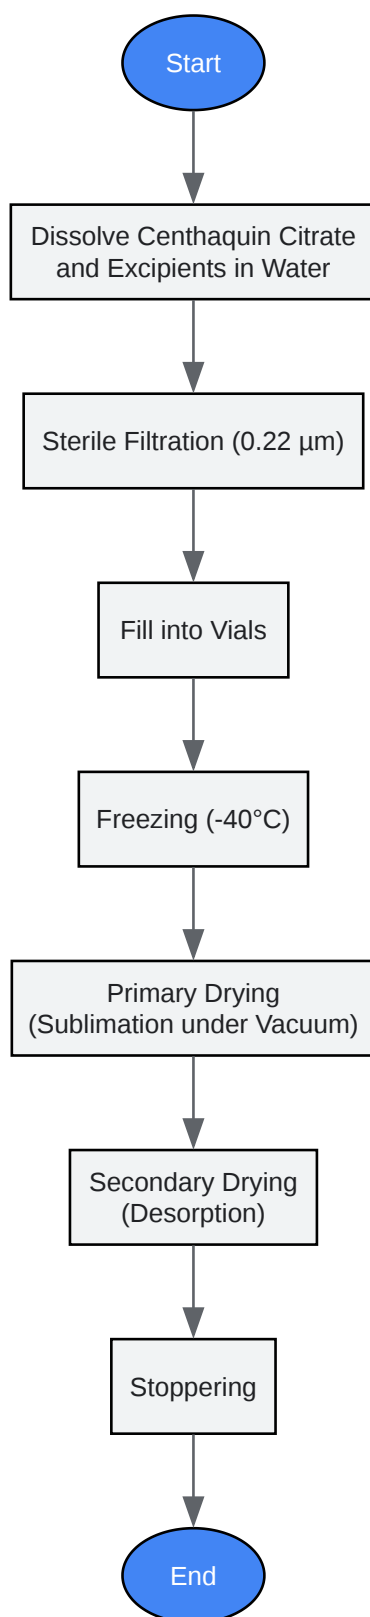 Start
Dissolve Centhaquin Citrate
and Excipients in Water
Sterile Filtration (0.22 µm)
Fill into Vials
Freezing (-40°C)
Primary Drying
(Sublimation under Vacuum)
Secondary Drying
(Desorption)
Stoppering
End